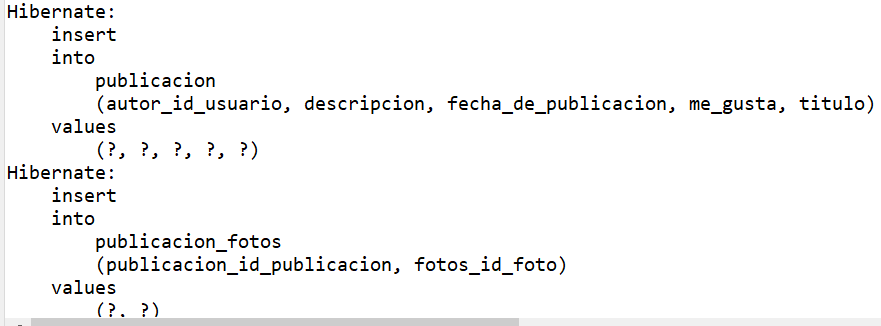 Hibernate:
insert
into
publicacion
(autor_id_usuario, descripcion, fecha_de_publicacion, me_gusta, titulo)
values
(?, ?, ?, ?, ?)
Hibernate:
insert
into
publicacion_fotos
(publicacion_id_publicacion, fotos_id_foto)
values
(?, ?)